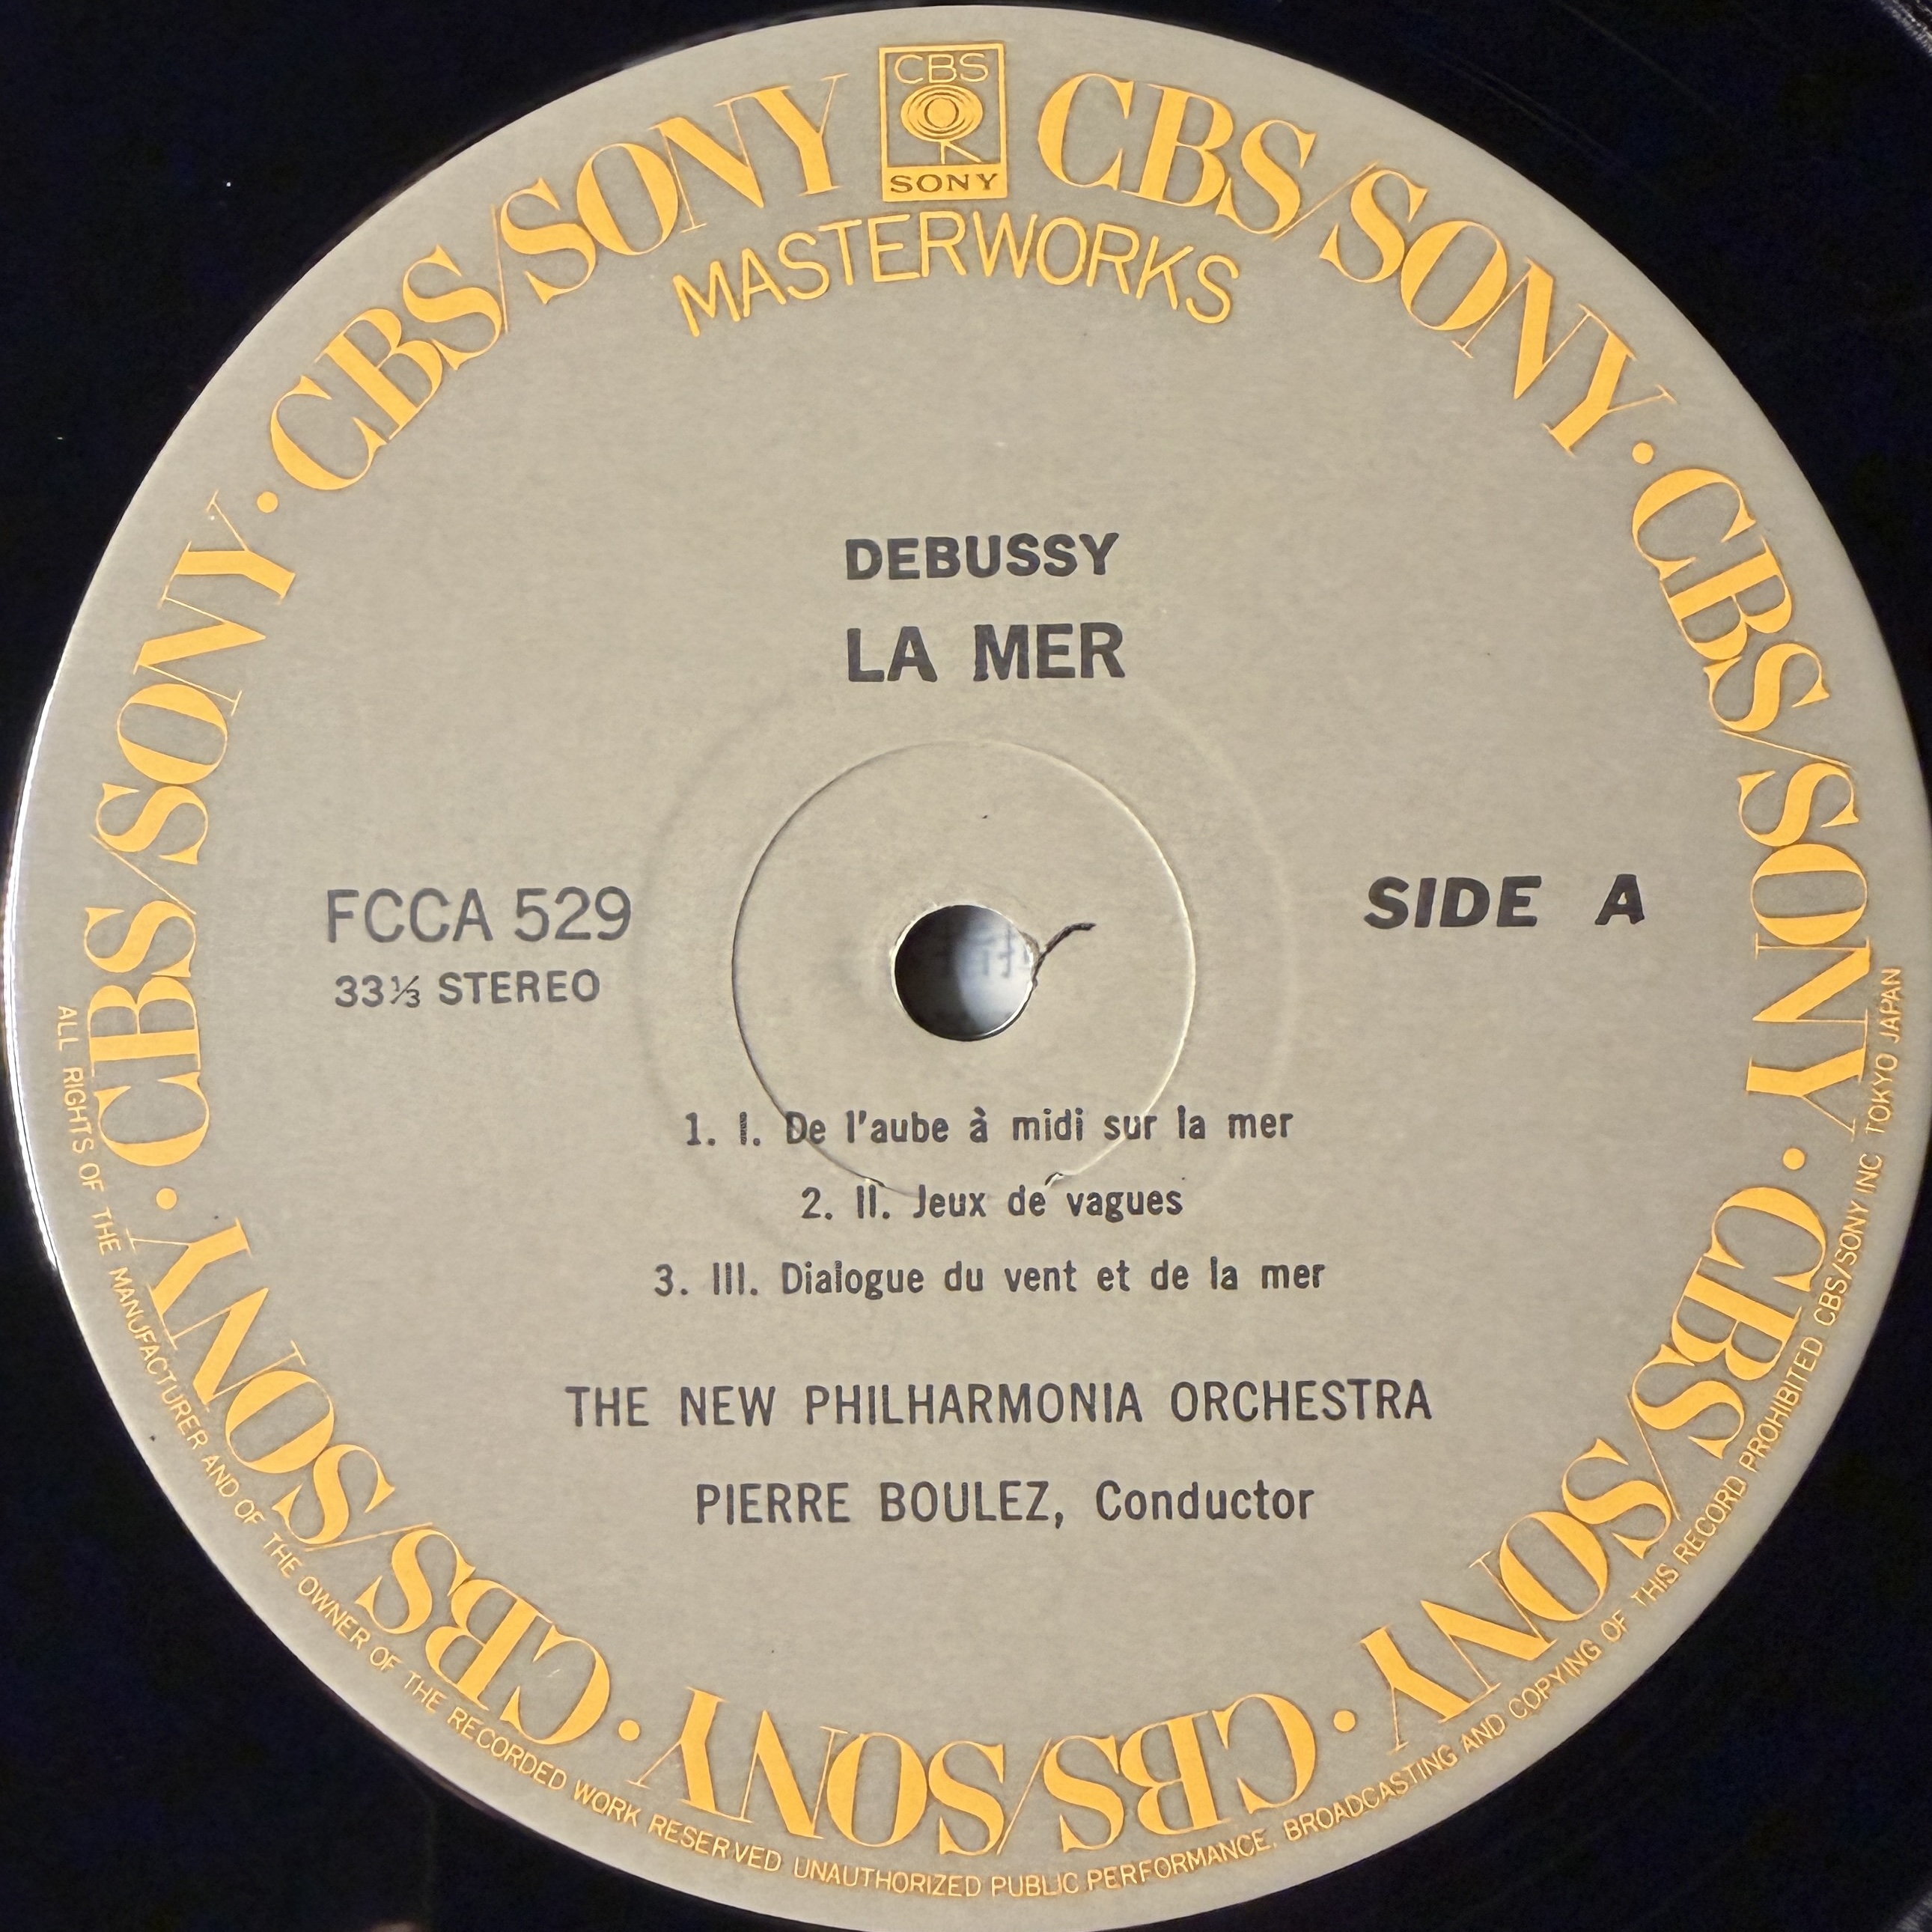 CBS
SONY
CBS/SONY · CBS/SONY · CBS/SONY · CBS/SONY · CBS/SONY · CBS/SONY · CBS/SONY
MASTERWORKS
DEBUSSY
LA MER
FCCA 529
33⅓ STEREO
SIDE A
1. I. De l'aube à midi sur la mer
2. II. Jeux de vagues
3. III. Dialogue du vent et de la mer
THE NEW PHILHARMONIA ORCHESTRA
PIERRE BOULEZ, Conductor
ALL RIGHTS OF THE MANUFACTURER AND OF THE OWNER OF THE RECORDED WORK RESERVED UNAUTHORIZED PUBLIC PERFORMANCE. BROADCASTING AND COPYING OF THIS RECORD PROHIBITED CBS/SONY INC TOKYO JAPAN